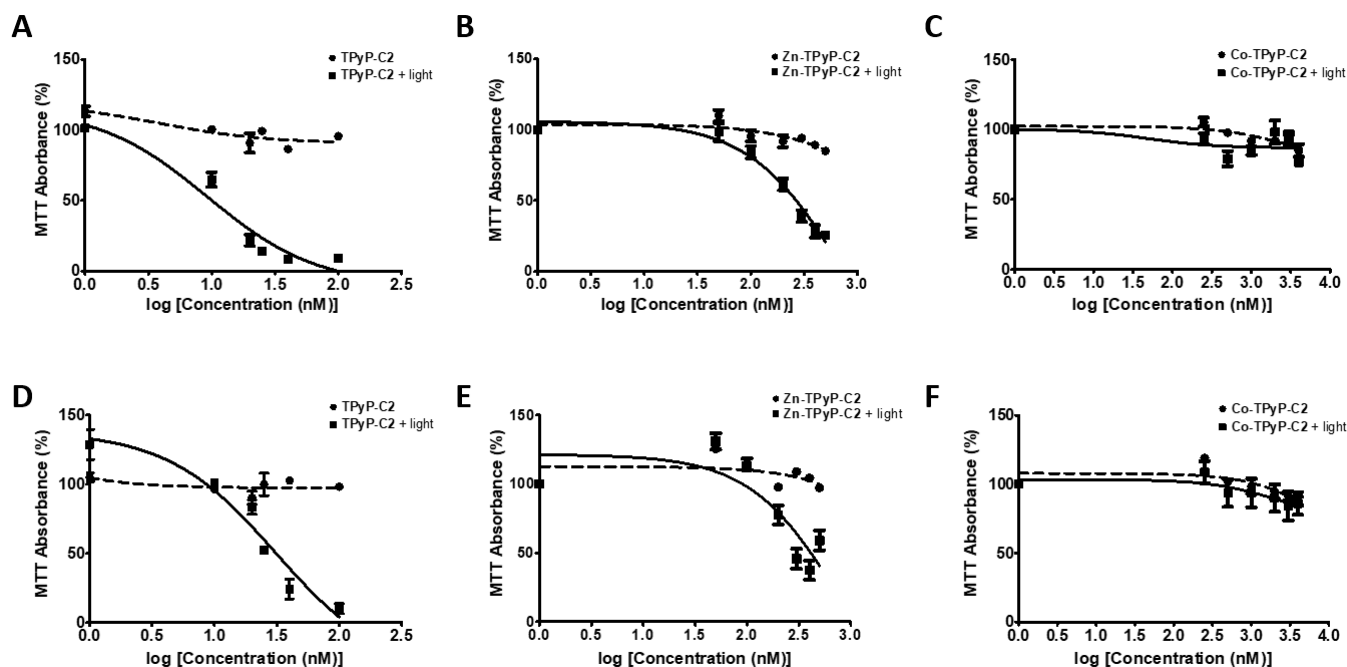 A
TPyP-C2
TPyP-C2 + light
MTT Aborbance (%)
150
100
50
0
0.0 0.5 1.0 1.5 2.0 2.5
log [Concentration (nM)]
B
Zn-TPyP-C2
Zn-TPyP-C2 + light
MTT Aborbance (%)
150
100
50
0
0.0 0.5 1.0 1.5 2.0 2.5 3.0
log [Concentration (nM)]
C
Co-TPyP-C2
Co-TPyP-C2 + light
MTT Aborbance (%)
150
100
50
0
0.0 0.5 1.0 1.5 2.0 2.5 3.0 3.5 4.0
log [Concentration (nM)]
D
TPyP-C2
TPyP-C2 + light
MTT Absorbance (%)
150
100
50
0
0.0 0.5 1.0 1.5 2.0 2.5
log [Concentration (nM)]
E
Zn-TPyP-C2
Zn-TPyP-C2 + light
MTT Absorbance (%)
150
100
50
0
0.0 0.5 1.0 1.5 2.0 2.5 3.0
log [Concentration (nM)]
F
Co-TPyP-C2
Co-TPyP-C2 + light
MTT Absorbance (%)
150
100
50
0
0.0 0.5 1.0 1.5 2.0 2.5 3.0 3.5 4.0
log [Concentration (nM)]